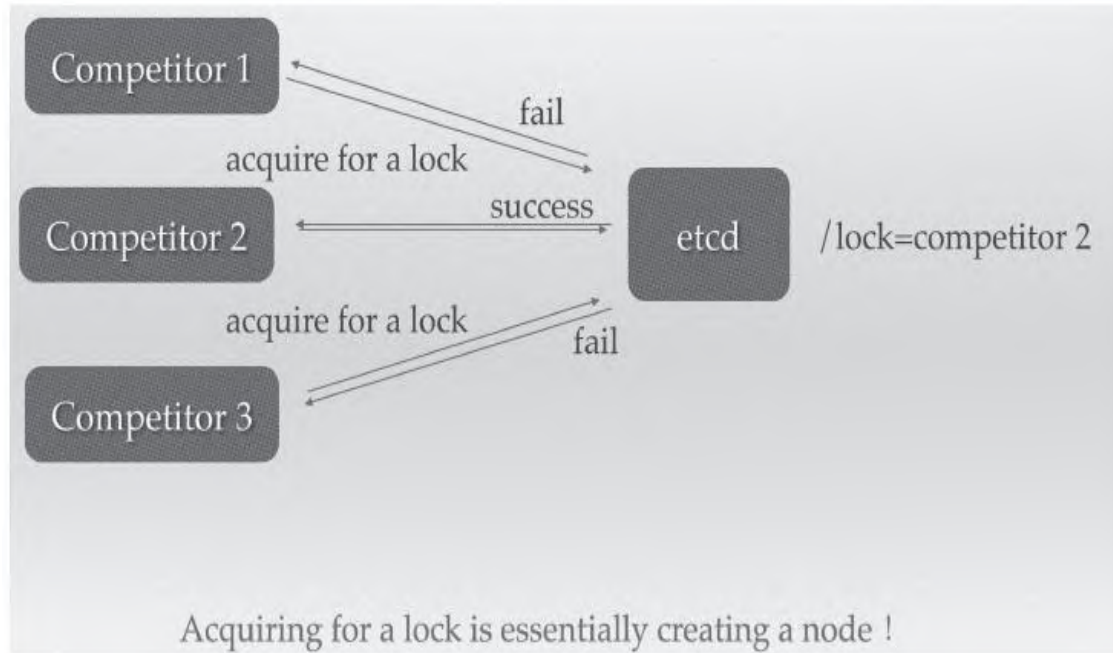 Competitor 1
fail
acquire for a lock
Competitor 2
success
etcd
/lock=competitor 2
acquire for a lock
fail
Competitor 3
Acquiring for a lock is essentially creating a node !